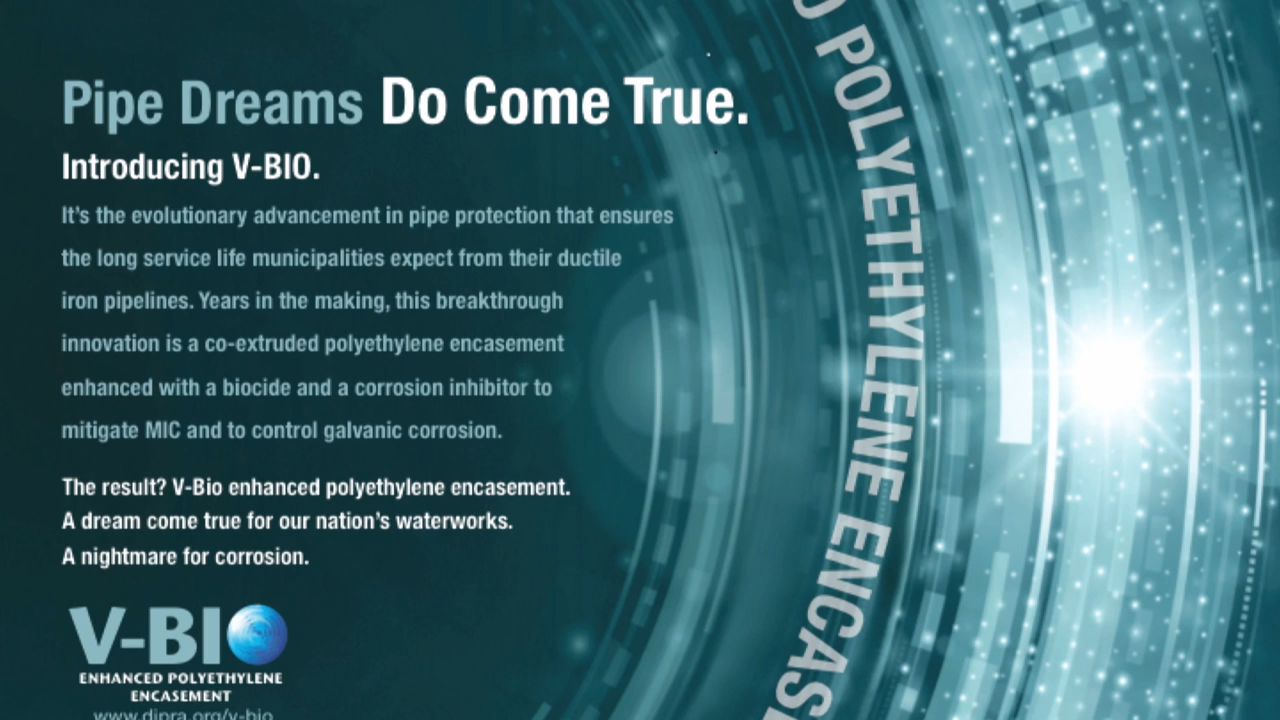 Pipe Dreams Do Come True.
Introducing V-BIO.
It's the evolutionary advancement in pipe protection that ensures
the long service life municipalities expect from their ductile
iron pipelines. Years in the making, this breakthrough
innovation is a co-extruded polyethylene encasement
enhanced with a biocide and a corrosion inhibitor to
mitigate MIC and to control galvanic corrosion.
The result? V-Bio enhanced polyethylene encasement.
A dream come true for our nation's waterworks.
A nightmare for corrosion.
V-BIO
ENHANCED POLYETHYLENE
ENCASEMENT
www.dipra.org/v-bio
POLYETHYLENE